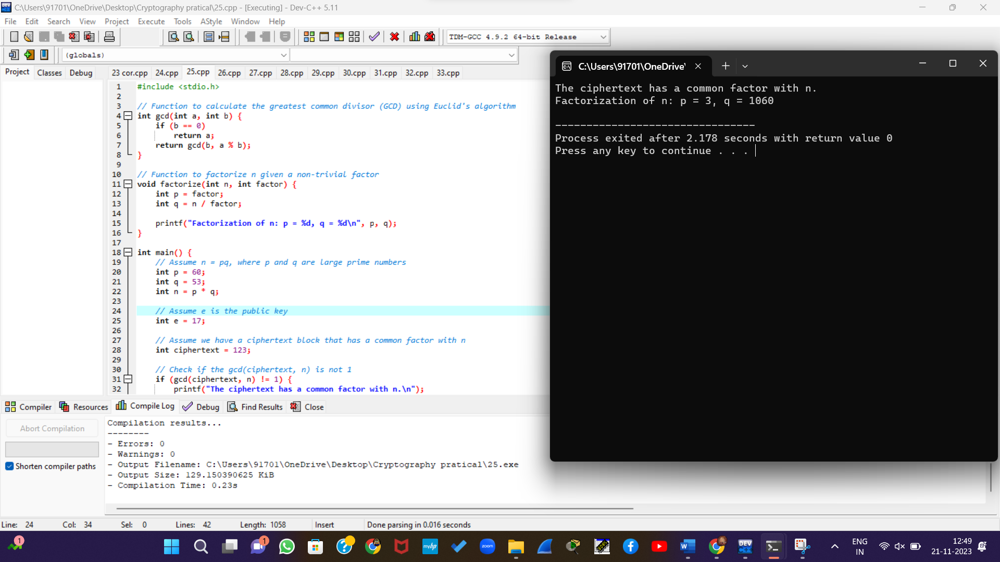 C:\Users\91701\OneDrive\Desktop\Cryptography pratical\25.cpp - [Executing] - Dev-C++ 5.11
File Edit Search View Project Execute Tools AStyle Window Help
TDM-GCC 4.9.2 64-bit Release
(globals)
Project Classes Debug
23 cor.cpp 24.cpp 25.cpp 26.cpp 27.cpp 28.cpp 29.cpp 30.cpp 31.cpp 32.cpp 33.cpp
1 #include <stdio.h>
2
3 // Function to calculate the greatest common divisor (GCD) using Euclid's algorithm
4 int gcd(int a, int b) {
5 if (b == 0)
6 return a;
7 return gcd(b, a % b);
8 }
9
10 // Function to factorize n given a non-trivial factor
11 void factorize(int n, int factor) {
12 int p = factor;
13 int q = n / factor;
14
15 printf("Factorization of n: p = %d, q = %d\n", p, q);
16 }
17
18 int main() {
19 // Assume n = pq, where p and q are large prime numbers
20 int p = 60;
21 int q = 53;
22 int n = p * q;
23
24 // Assume e is the public key
25 int e = 17;
26
27 // Assume we have a ciphertext block that has a common factor with n
28 int ciphertext = 123;
29
30 // Check if the gcd(ciphertext, n) is not 1
31 if (gcd(ciphertext, n) != 1) {
32 printf("The ciphertext has a common factor with n.\n");
C:\Users\91701\OneDrive'
The ciphertext has a common factor with n.
Factorization of n: p = 3, q = 1060
--------------------------------
Process exited after 2.178 seconds with return value 0
Press any key to continue . . .
Compiler Resources Compile Log Debug Find Results Close
Abort Compilation
Shorten compiler paths
Compilation results...
--------
- Errors: 0
- Warnings: 0
- Output Filename: C:\Users\91701\OneDrive\Desktop\Cryptography pratical\25.exe
- Output Size: 129.150390625 KiB
- Compilation Time: 0.23s
Line: 24 Col: 34 Sel: 0 Lines: 42 Length: 1058 Insert Done parsing in 0.016 seconds
1
1
myhp
zoom
DEV C++
ENG
IN
12:49
21-11-2023